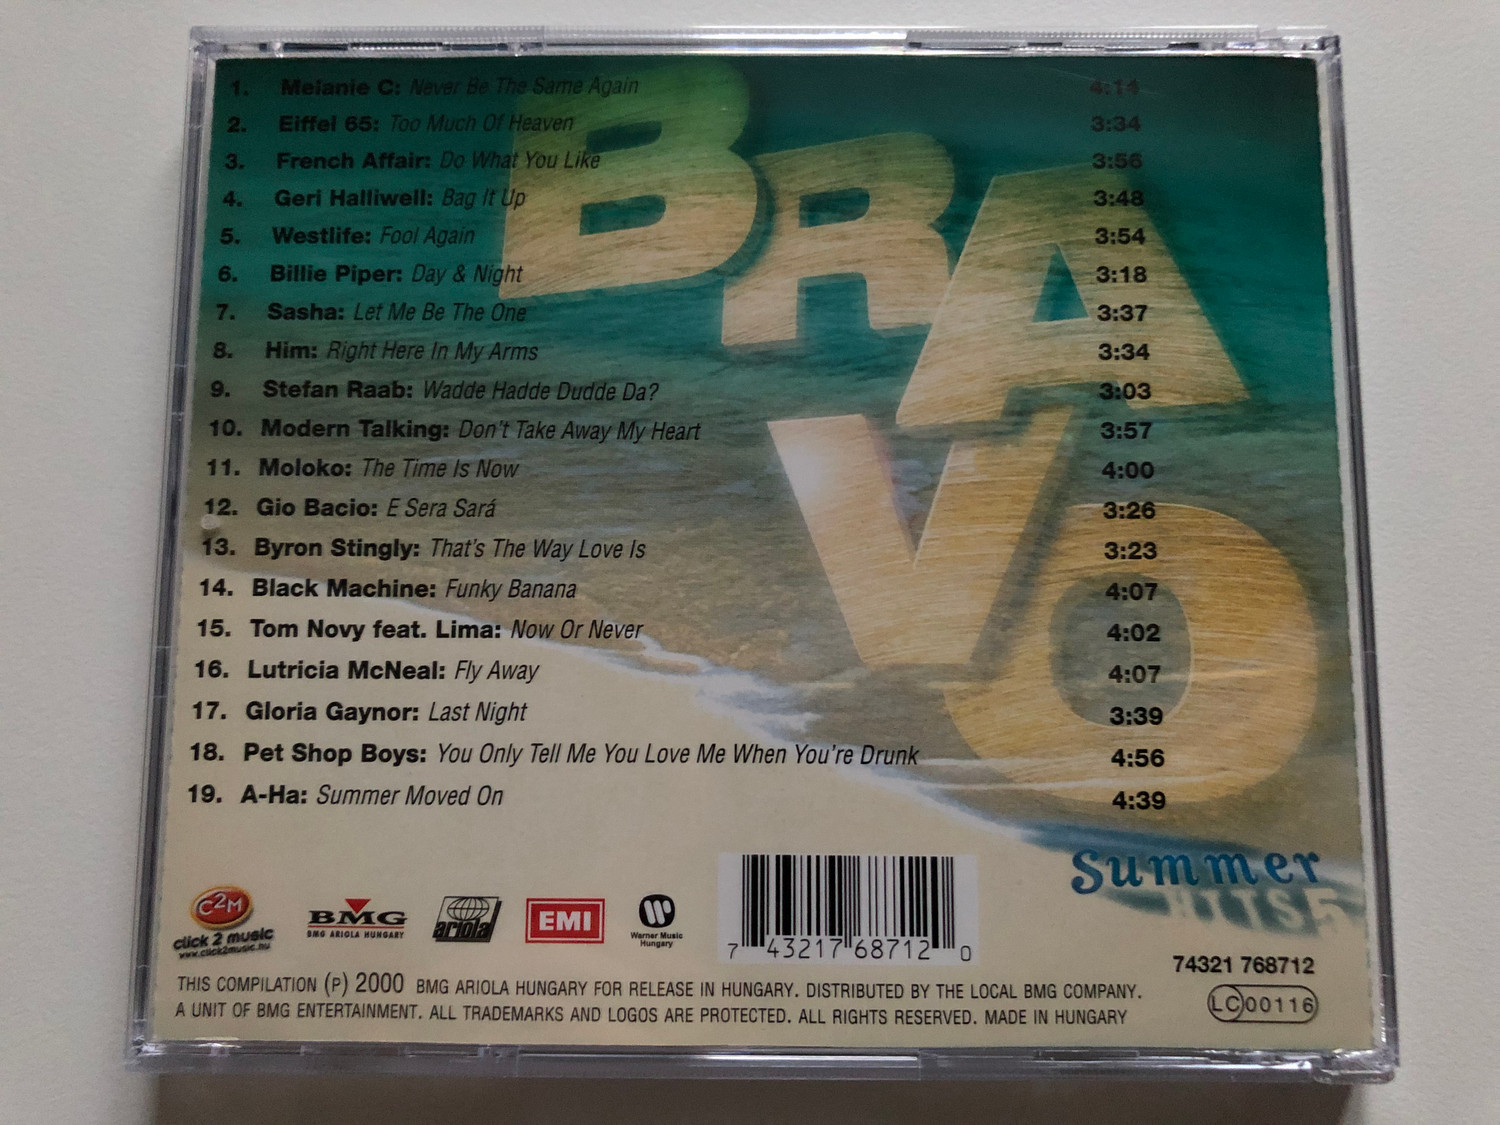 1. Melanie C: Never Be The Same Again 4:14
2. Eiffel 65: Too Much Of Heaven 3:34
3. French Affair: Do What You Like 3:56
4. Geri Halliwell: Bag It Up 3:48
5. Westlife: Fool Again 3:54
6. Billie Piper: Day & Night 3:18
7. Sasha: Let Me Be The One 3:37
8. Him: Right Here In My Arms 3:34
9. Stefan Raab: Wadde Hadde Dudde Da? 3:03
10. Modern Talking: Don't Take Away My Heart 3:57
11. Moloko: The Time Is Now 4:00
12. Gio Bacio: E Sera Sará 3:26
13. Byron Stingly: That's The Way Love Is 3:23
14. Black Machine: Funky Banana 4:07
15. Tom Novy feat. Lima: Now Or Never 4:02
16. Lutricia McNeal: Fly Away 4:07
17. Gloria Gaynor: Last Night 3:39
18. Pet Shop Boys: You Only Tell Me You Love Me When You're Drunk 4:56
19. A-Ha: Summer Moved On 4:39
BRAVO
Summer
HITS 5
C2M
click 2 music
www.click2music.hu
BMG
BMG ARIOLA HUNGARY
ariola
EMI
Warner Music
Hungary
7 43217 68712 0
74321 768712
LC 00116
THIS COMPILATION (P) 2000 BMG ARIOLA HUNGARY FOR RELEASE IN HUNGARY. DISTRIBUTED BY THE LOCAL BMG COMPANY.
A UNIT OF BMG ENTERTAINMENT. ALL TRADEMARKS AND LOGOS ARE PROTECTED. ALL RIGHTS RESERVED. MADE IN HUNGARY